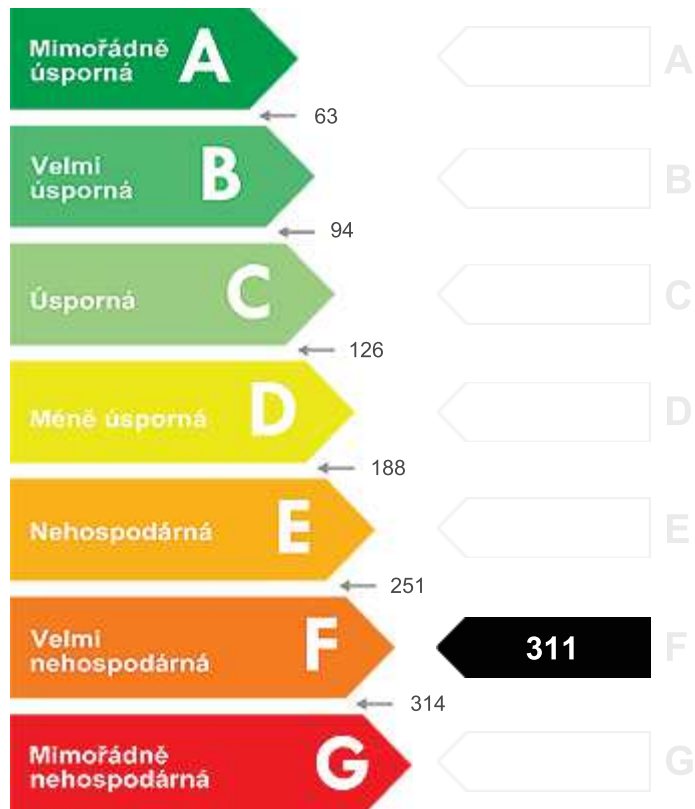 Mimořádně
úsporná
A
A
63
Velmi
úsporná
B
B
94
Úsporná
C
C
126
Méně úsporná
D
D
188
Nehospodárná
E
E
251
Velmi
nehospodárná
F
311
F
314
Mimořádně
nehospodárná
G
G